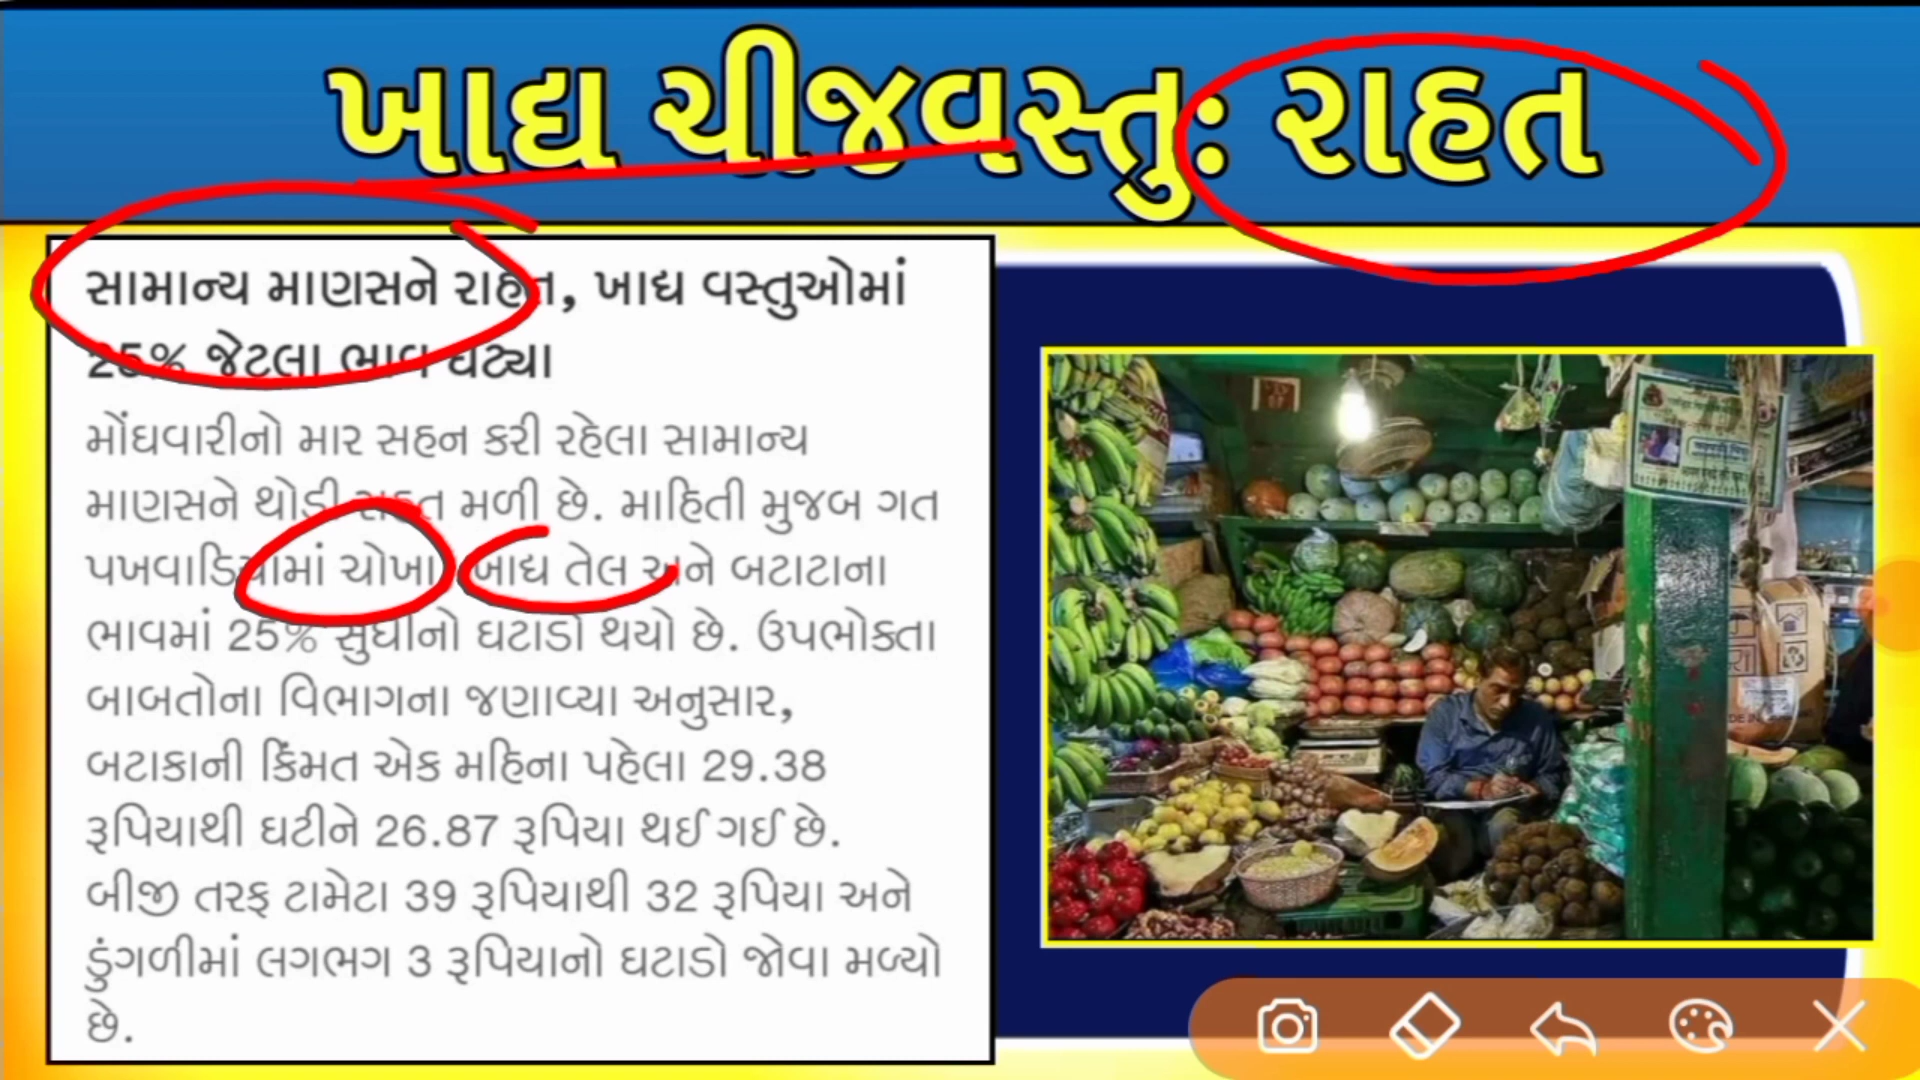 ખાદ્ય ચીજવસ્તુઃ રાહત
સામાન્ય માણસને રાહત, ખાદ્ય વસ્તુઓમાં
25% જેટલા ભાવ ઘટ્યા
મોંઘવારીનો માર સહન કરી રહેલા સામાન્ય
માણસને થોડી રાહત મળી છે. માહિતી મુજબ ગત
પખવાડિયામાં ચોખા, ખાદ્ય તેલ અને બટાટાના
ભાવમાં 25% સુધીનો ઘટાડો થયો છે. ઉપભોક્તા
બાબતોના વિભાગના જણાવ્યા અનુસાર,
બટાકાની કિંમત એક મહિના પહેલા 29.38
રૂપિયાથી ઘટીને 26.87 રૂપિયા થઈ ગઈ છે.
બીજી તરફ ટામેટા 39 રૂપિયાથી 32 રૂપિયા અને
ડુંગળીમાં લગભગ 3 રૂપિયાનો ઘટાડો જોવા મળ્યો
છે.